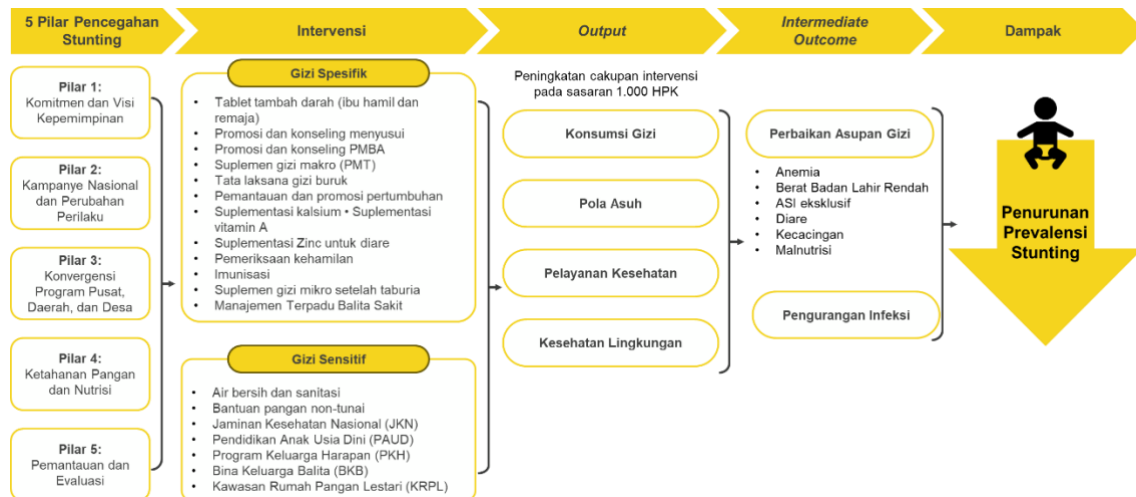 5 Pilar Pencegahan
Stunting
Intervensi
Output
Intermediate
Outcome
Dampak
Pilar 1:
Komitmen dan Visi
Kepemimpinan
Pilar 2:
Kampanye Nasional
dan Perubahan
Perilaku
Pilar 3:
Konvergensi
Program Pusat,
Daerah, dan Desa
Pilar 4:
Ketahanan Pangan
dan Nutrisi
Pilar 5:
Pemantauan dan
Evaluasi
Gizi Spesifik
• Tablet tambah darah (ibu hamil dan
remaja)
• Promosi dan konseling menyusui
• Promosi dan konseling PMBA
• Suplemen gizi makro (PMT)
• Tata laksana gizi buruk
• Pemantauan dan promosi pertumbuhan
• Suplementasi kalsium • Suplementasi
vitamin A
• Suplementasi Zinc untuk diare
• Pemeriksaan kehamilan
• Imunisasi
• Suplemen gizi mikro setelah taburia
• Manajemen Terpadu Balita Sakit
Gizi Sensitif
• Air bersih dan sanitasi
• Bantuan pangan non-tunai
• Jaminan Kesehatan Nasional (JKN)
• Pendidikan Anak Usia Dini (PAUD)
• Program Keluarga Harapan (PKH)
• Bina Keluarga Balita (BKB)
• Kawasan Rumah Pangan Lestari (KRPL)
Peningkatan cakupan intervensi
pada sasaran 1.000 HPK
Konsumsi Gizi
Pola Asuh
Pelayanan Kesehatan
Kesehatan Lingkungan
Perbaikan Asupan Gizi
• Anemia
• Berat Badan Lahir Rendah
• ASI eksklusif
• Diare
• Kecacingan
• Malnutrisi
Pengurangan Infeksi
Penurunan
Prevalensi
Stunting